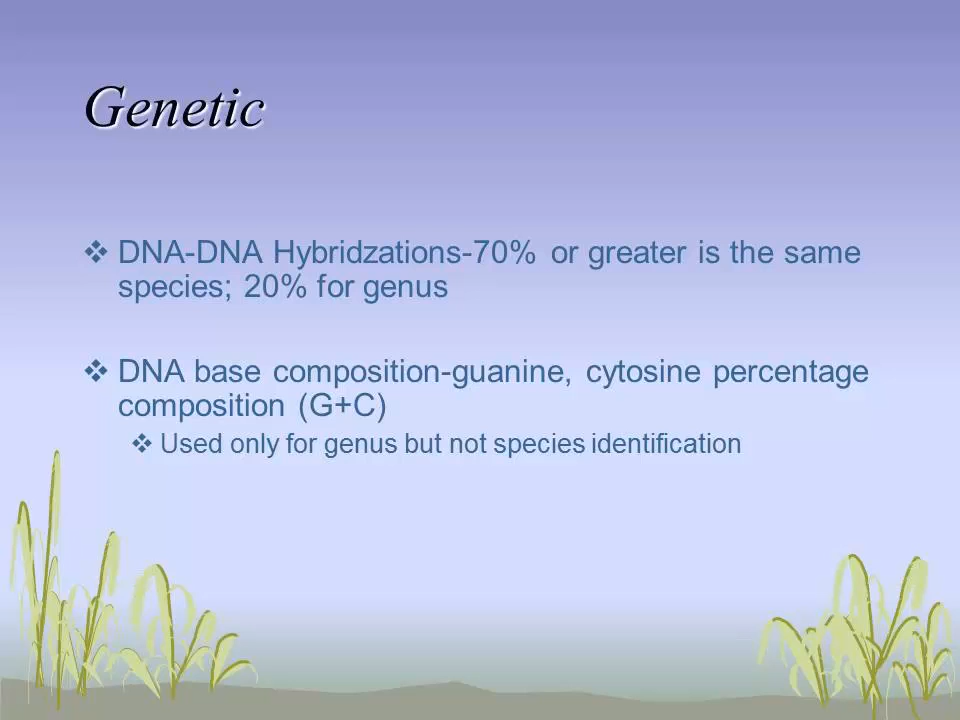 Genetic
❖ DNA-DNA Hybridzations-70% or greater is the same
species; 20% for genus
❖ DNA base composition-guanine, cytosine percentage
composition (G+C)
❖ Used only for genus but not species identification